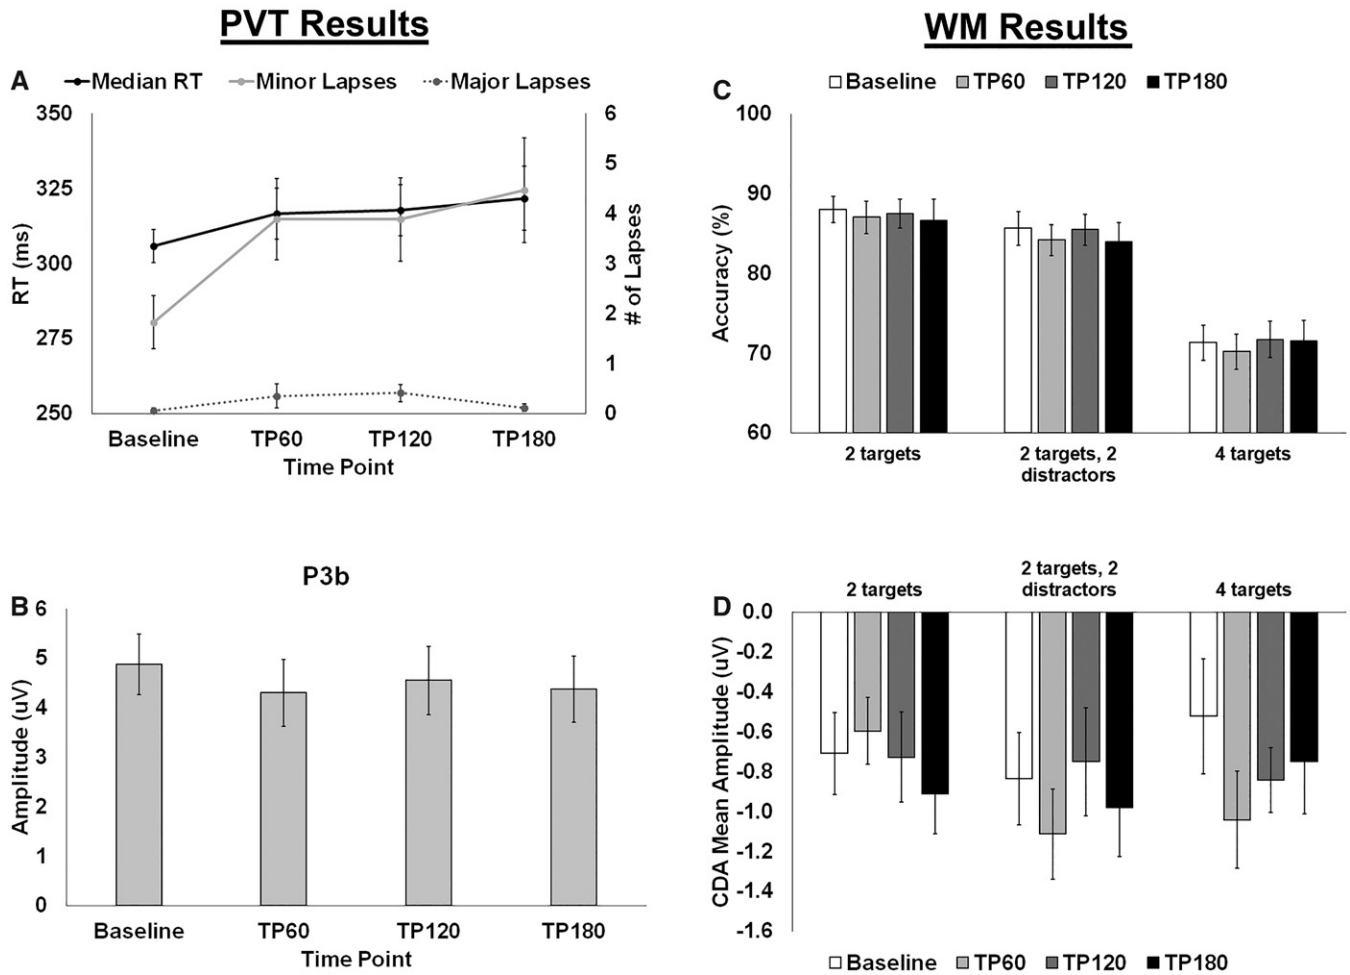 PVT Results
WM Results
A
Median RT Minor Lapses Major Lapses
350
325
300
275
250
RT (ms)
6
5
4
3
2
1
0
# of Lapses
Baseline TP60 TP120 TP180
Time Point
C
Baseline TP60 TP120 TP180
100
90
80
70
60
Accuracy (%)
2 targets
2 targets, 2
distractors
4 targets
P3b
B
6
5
4
3
2
1
0
Amplitude (uV)
Baseline TP60 TP120 TP180
Time Point
D
2 targets
2 targets, 2
distractors
4 targets
0.0
-0.2
-0.4
-0.6
-0.8
-1.0
-1.2
-1.4
-1.6
CDA Mean Amplitude (uV)
Baseline TP60 TP120 TP180